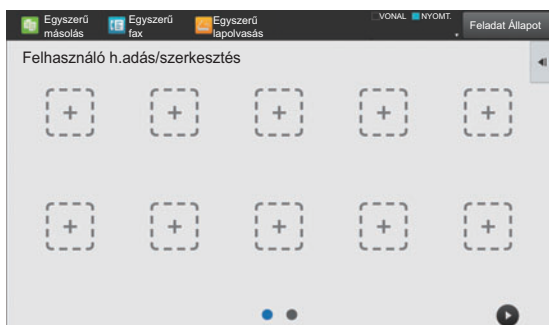 Egyszerű
másolás
Egyszerű
fax
Egyszerű
lapolvasás
VONAL NYOMT.
Feladat Állapot
Felhasználó h.adás/szerkesztés